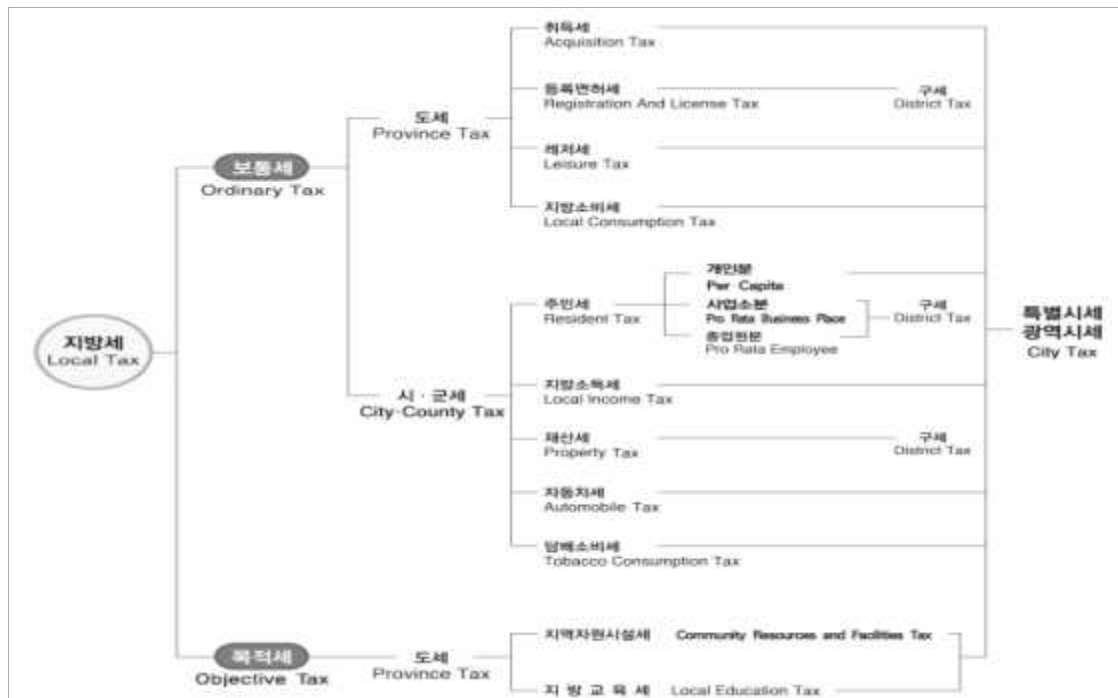 지방세
Local Tax
보통세
Ordinary Tax
도세
Province Tax
취득세
Acquisition Tax
등록면허세
Registration And License Tax
구세
District Tax
레저세
Leisure Tax
지방소비세
Local Consumption Tax
시·군세
City-County Tax
주민세
Resident Tax
개인분
Per Capita
사업소분
Pro Rata Business Place
종업원분
Pro Rata Employee
구세
District Tax
지방소득세
Local Income Tax
재산세
Property Tax
구세
District Tax
자동차세
Automobile Tax
담배소비세
Tobacco Consumption Tax
목적세
Objective Tax
도세
Province Tax
지역자원시설세 Community Resources and Facilities Tax
지 방 교 육 세 Local Education Tax
특별시세
광역시세
City Tax